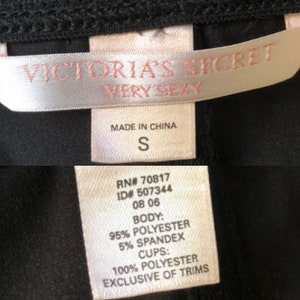 VICTORIA'S SECRET
VERY SEXY
MADE IN CHINA
S
RN# 70817
ID# 507344
08 06
BODY:
95% POLYESTER
5% SPANDEX
CUPS:
100% POLYESTER
EXCLUSIVE OF TRIMS